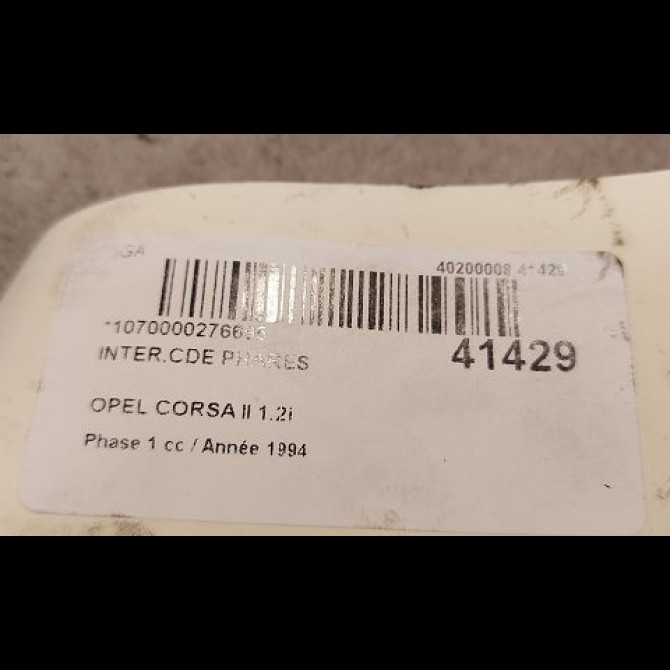 40200008 41429
INTER.CDE PHARES
41429
OPEL CORSA II 1.2i
Phase 1 cc / Année 1994